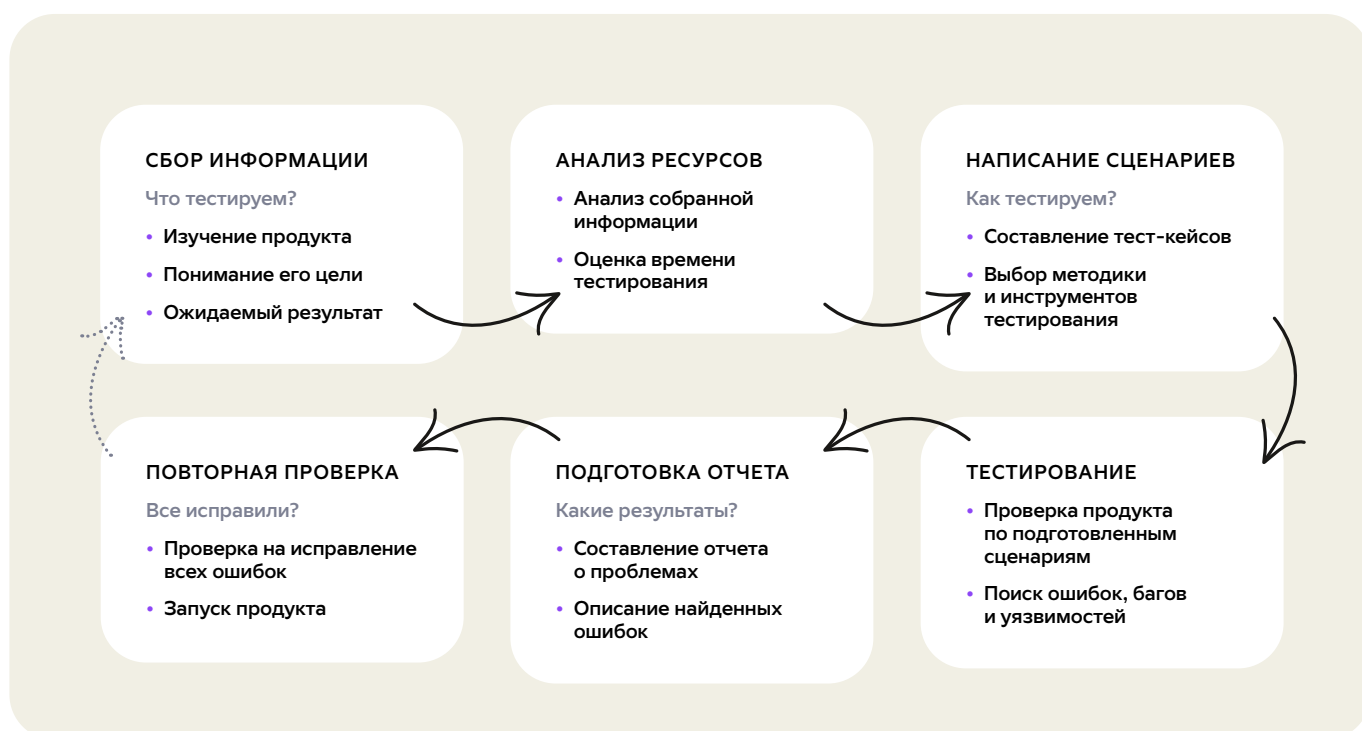 СБОР ИНФОРМАЦИИ
Что тестируем?
• Изучение продукта
• Понимание его цели
• Ожидаемый результат
АНАЛИЗ РЕСУРСОВ
• Анализ собранной
информации
• Оценка времени
тестирования
НАПИСАНИЕ СЦЕНАРИЕВ
Как тестируем?
• Составление тест-кейсов
• Выбор методики
и инструментов
тестирования
ТЕСТИРОВАНИЕ
• Проверка продукта
по подготовленным
сценариям
• Поиск ошибок, багов
и уязвимостей
ПОДГОТОВКА ОТЧЕТА
Какие результаты?
• Составление отчета
о проблемах
• Описание найденных
ошибок
ПОВТОРНАЯ ПРОВЕРКА
Все исправили?
• Проверка на исправление
всех ошибок
• Запуск продукта